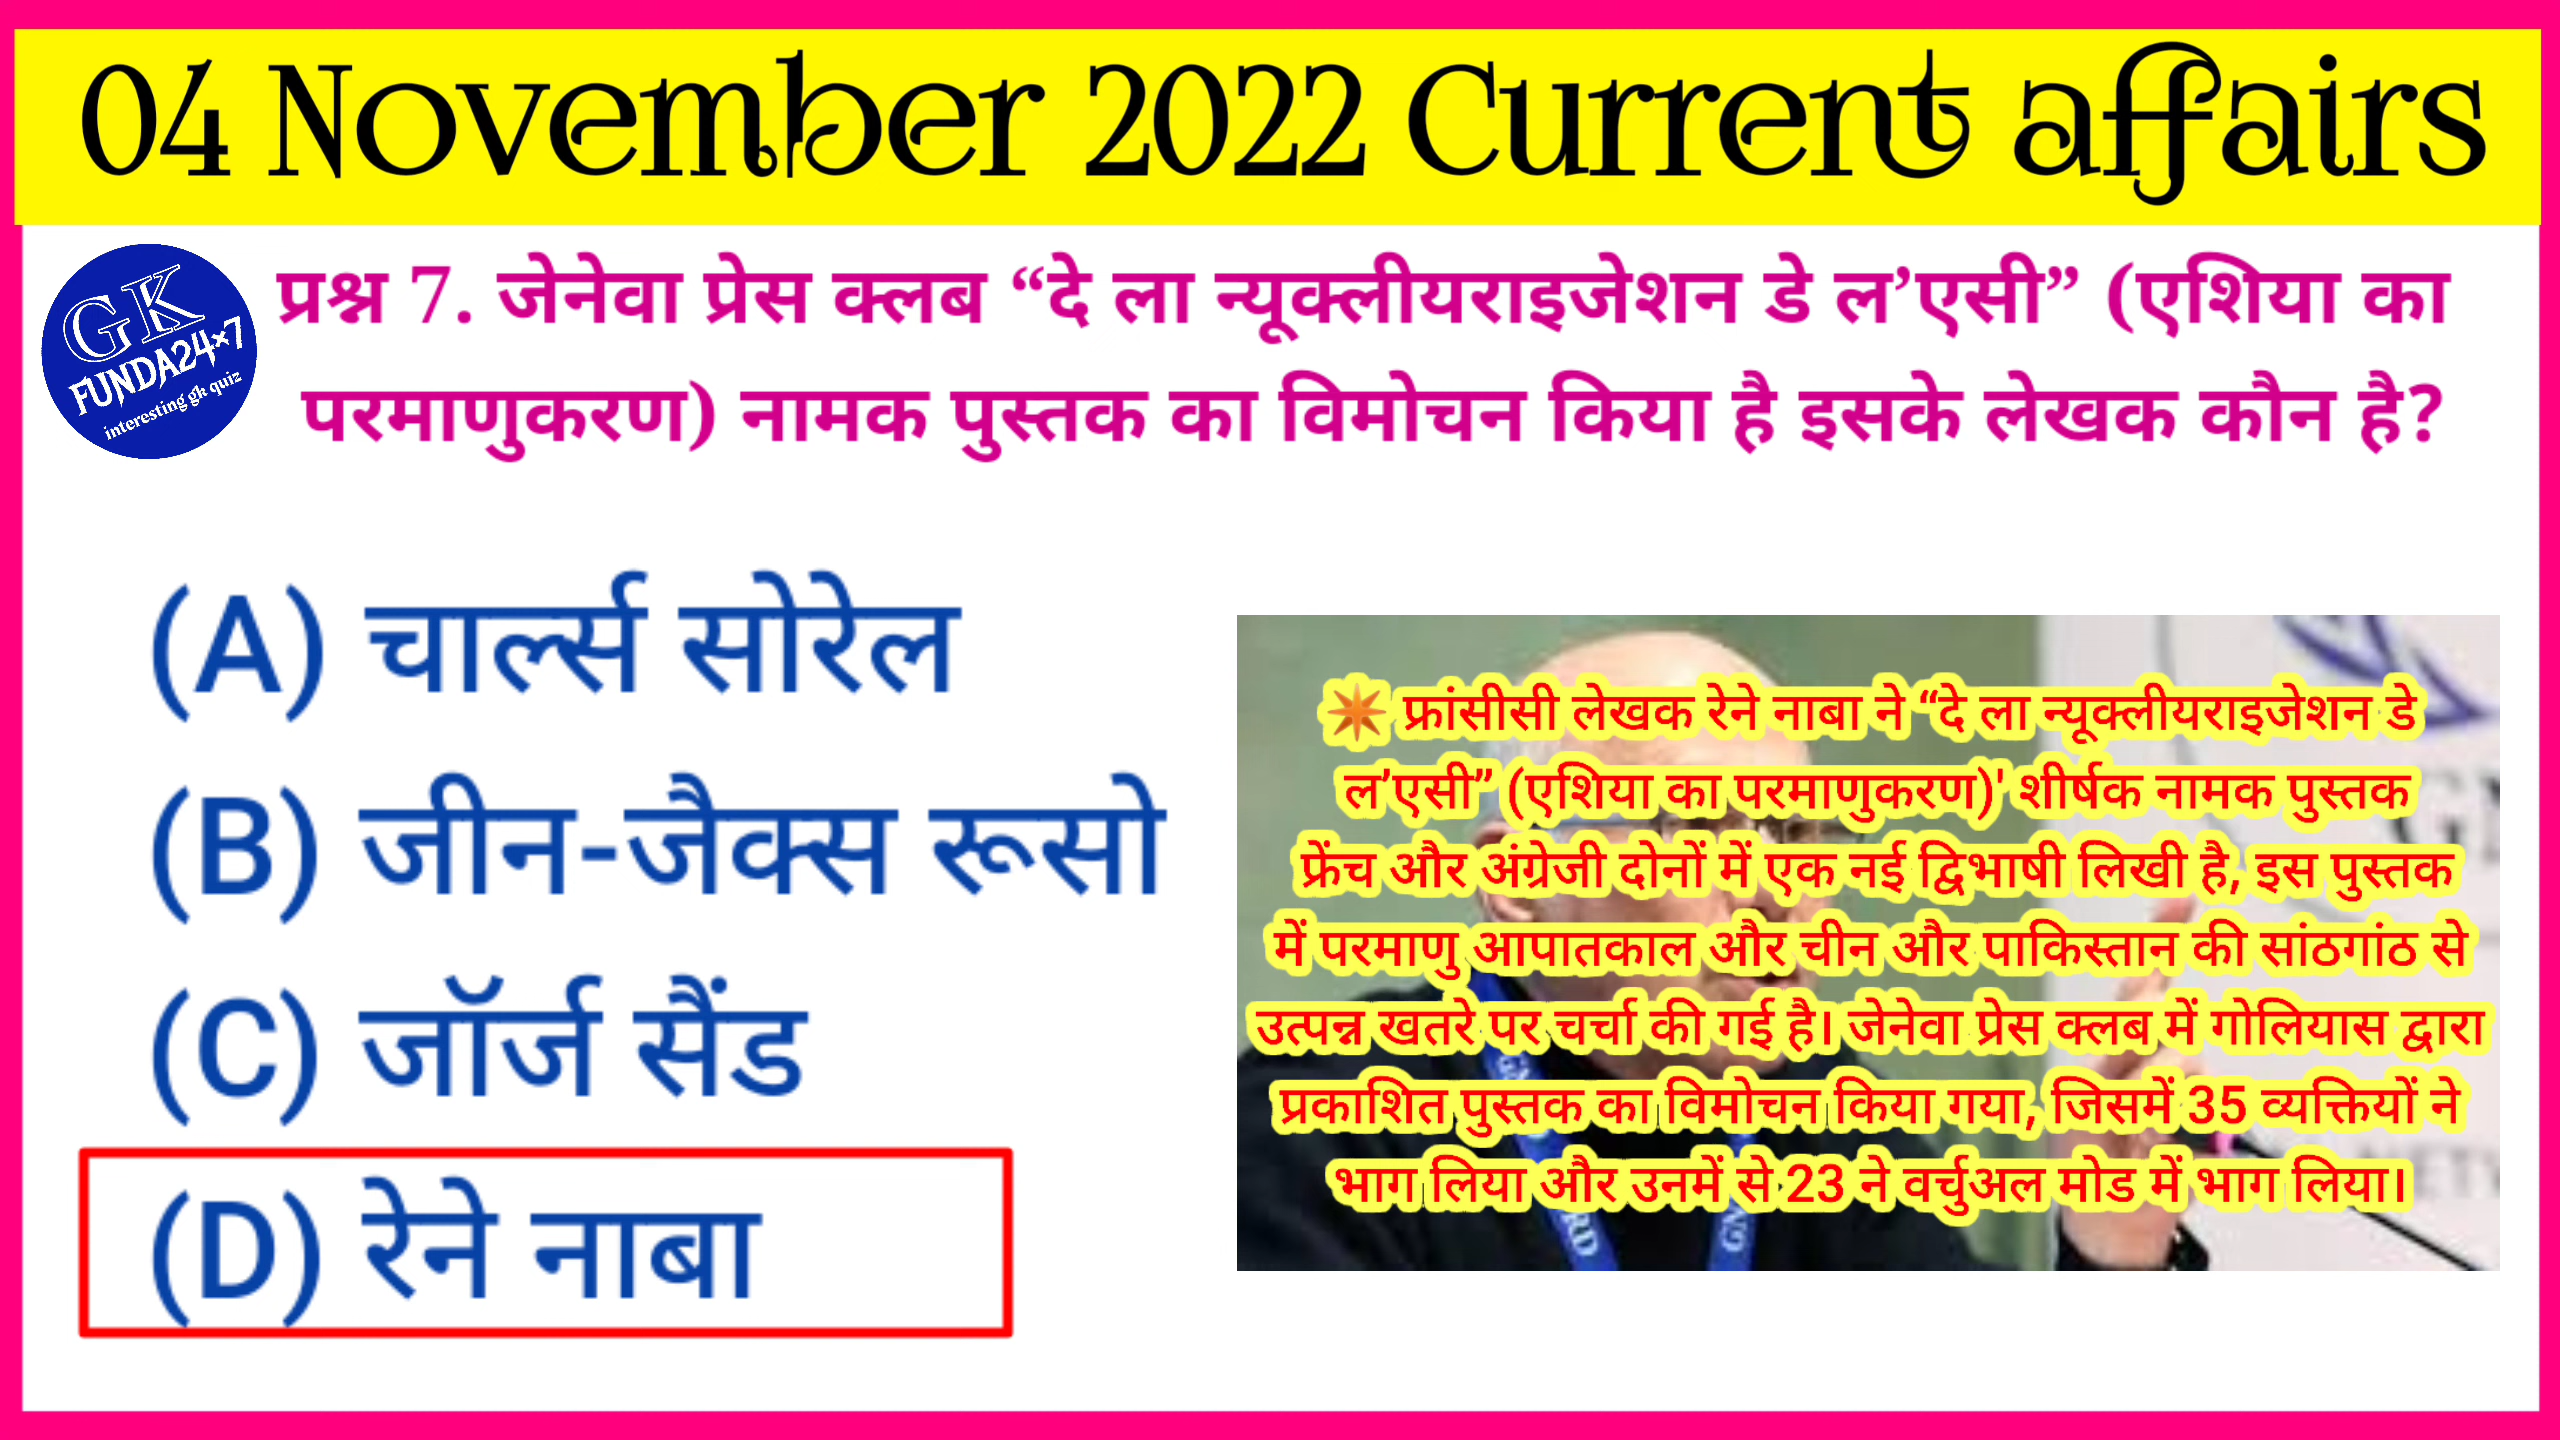 04 November 2022 Current affairs
GK
FUNDA24×7
interesting gk quiz
प्रश्न 7. जेनेवा प्रेस क्लब “दे ला न्यूक्लीयराइजेशन डे ल’एसी” (एशिया का
परमाणुकरण) नामक पुस्तक का विमोचन किया है इसके लेखक कौन है?
(A) चार्ल्स सोरेल
(B) जीन-जैक्स रूसो
(C) जॉर्ज सैंड
(D) रेने नाबा
✴ फ्रांसीसी लेखक रेने नाबा ने “दे ला न्यूक्लीयराइजेशन डे
ल’एसी” (एशिया का परमाणुकरण)' शीर्षक नामक पुस्तक
फ्रेंच और अंग्रेजी दोनों में एक नई द्विभाषी लिखी है, इस पुस्तक
में परमाणु आपातकाल और चीन और पाकिस्तान की सांठगांठ से
उत्पन्न खतरे पर चर्चा की गई है। जेनेवा प्रेस क्लब में गोलियास द्वारा
प्रकाशित पुस्तक का विमोचन किया गया, जिसमें 35 व्यक्तियों ने
भाग लिया और उनमें से 23 ने वर्चुअल मोड में भाग लिया।